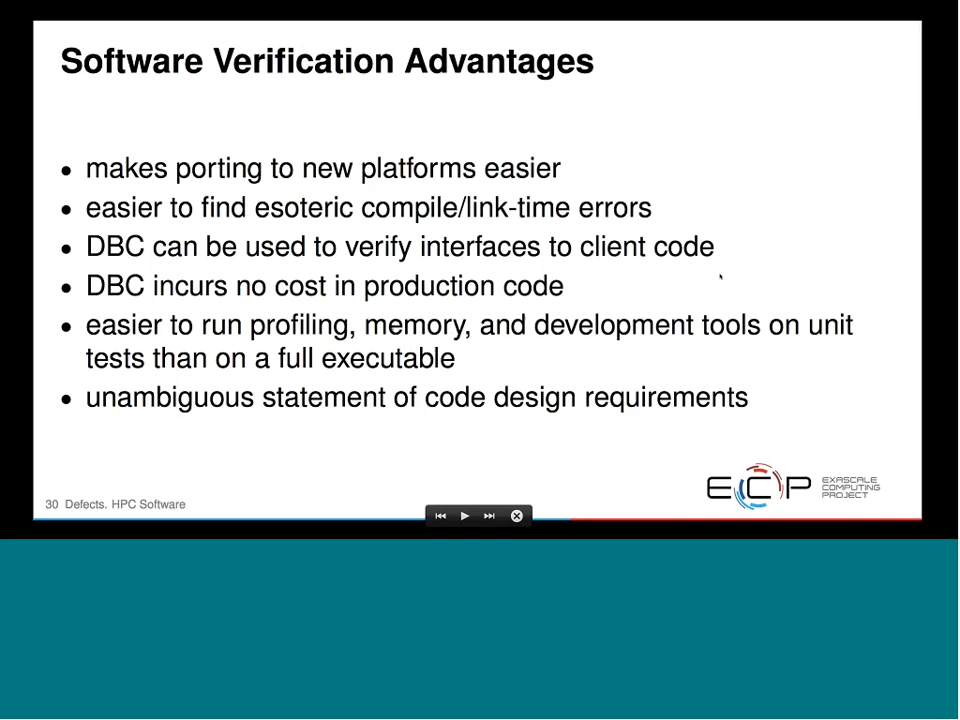 Software Verification Advantages
• makes porting to new platforms easier
• easier to find esoteric compile/link-time errors
• DBC can be used to verify interfaces to client code
• DBC incurs no cost in production code
• easier to run profiling, memory, and development tools on unit
tests than on a full executable
• unambiguous statement of code design requirements
ECP
EXASCALE
COMPUTING
PROJECT
30 Defects. HPC Software